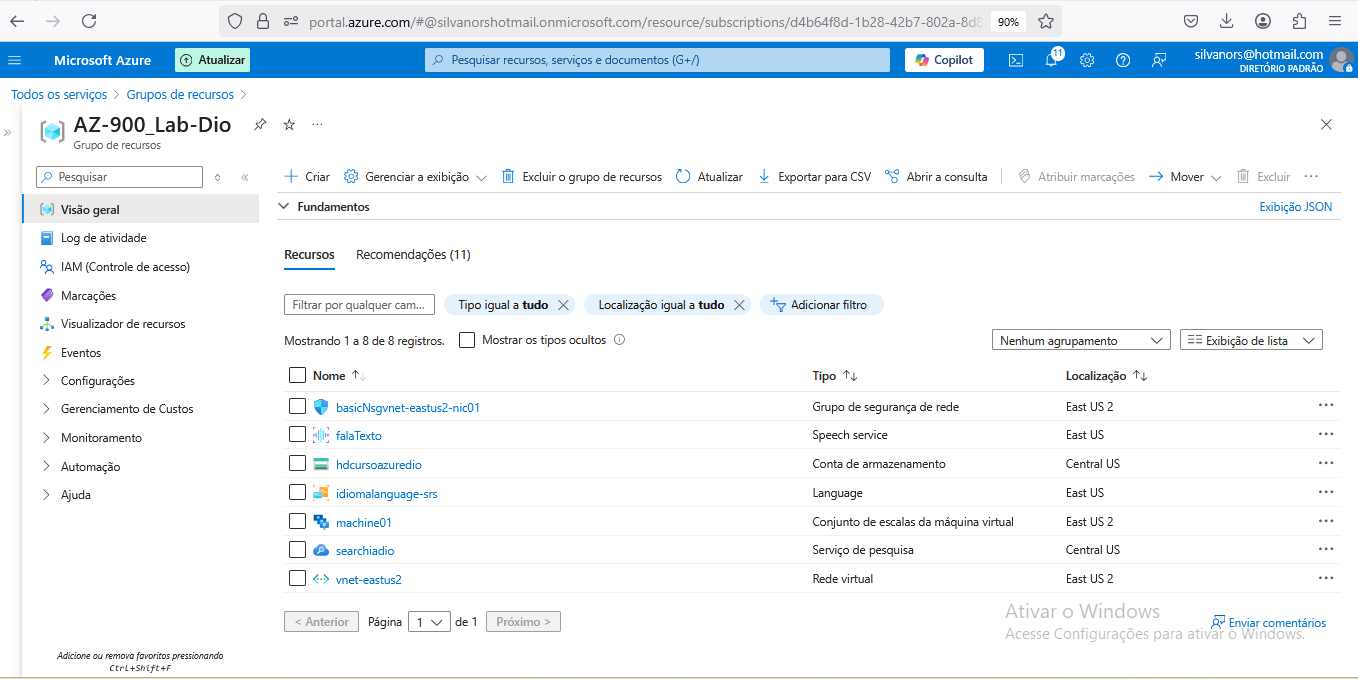 portal.azure.com/#@silvanorshotmail.onmicrosoft.com/resource/subscriptions/d4b64f8d-1b28-42b7-802a-8d8
90%
Microsoft Azure
Atualizar
Pesquisar recursos, serviços e documentos (G+/)
Copilot
11
silvanors@hotmail.com
DIRETÓRIO PADRÃO
Todos os serviços > Grupos de recursos >
AZ-900_Lab-Dio
Grupo de recursos
Pesquisar
Criar
Gerenciar a exibição
Excluir o grupo de recursos
Atualizar
Exportar para CSV
Abrir a consulta
Atribuir marcações
Mover
Excluir
Visão geral
Log de atividade
IAM (Controle de acesso)
Marcações
Visualizador de recursos
Eventos
Configurações
Gerenciamento de Custos
Monitoramento
Automação
Ajuda
Adicione ou remova favoritos pressionando
Ctrl+Shift+F
Fundamentos
Exibição JSON
Recursos
Recomendações (11)
Filtrar por qualquer cam...
Tipo igual a tudo
Localização igual a tudo
Adicionar filtro
Mostrando 1 a 8 de 8 registros.
Mostrar os tipos ocultos
Nenhum agrupamento
Exibição de lista
Nome Tipo Localização
basicNsgvnet-eastus2-nic01 Grupo de segurança de rede East US 2
falaTexto Speech service East US
hdcursoazuredio Conta de armazenamento Central US
idiomalanguage-srs Language East US
machine01 Conjunto de escalas da máquina virtual East US 2
searchiadio Serviço de pesquisa Central US
vnet-eastus2 Rede virtual East US 2
< Anterior Página 1 de 1 Próximo >
Ativar o Windows
Acesse Configurações para ativar o Windows.
Enviar comentários